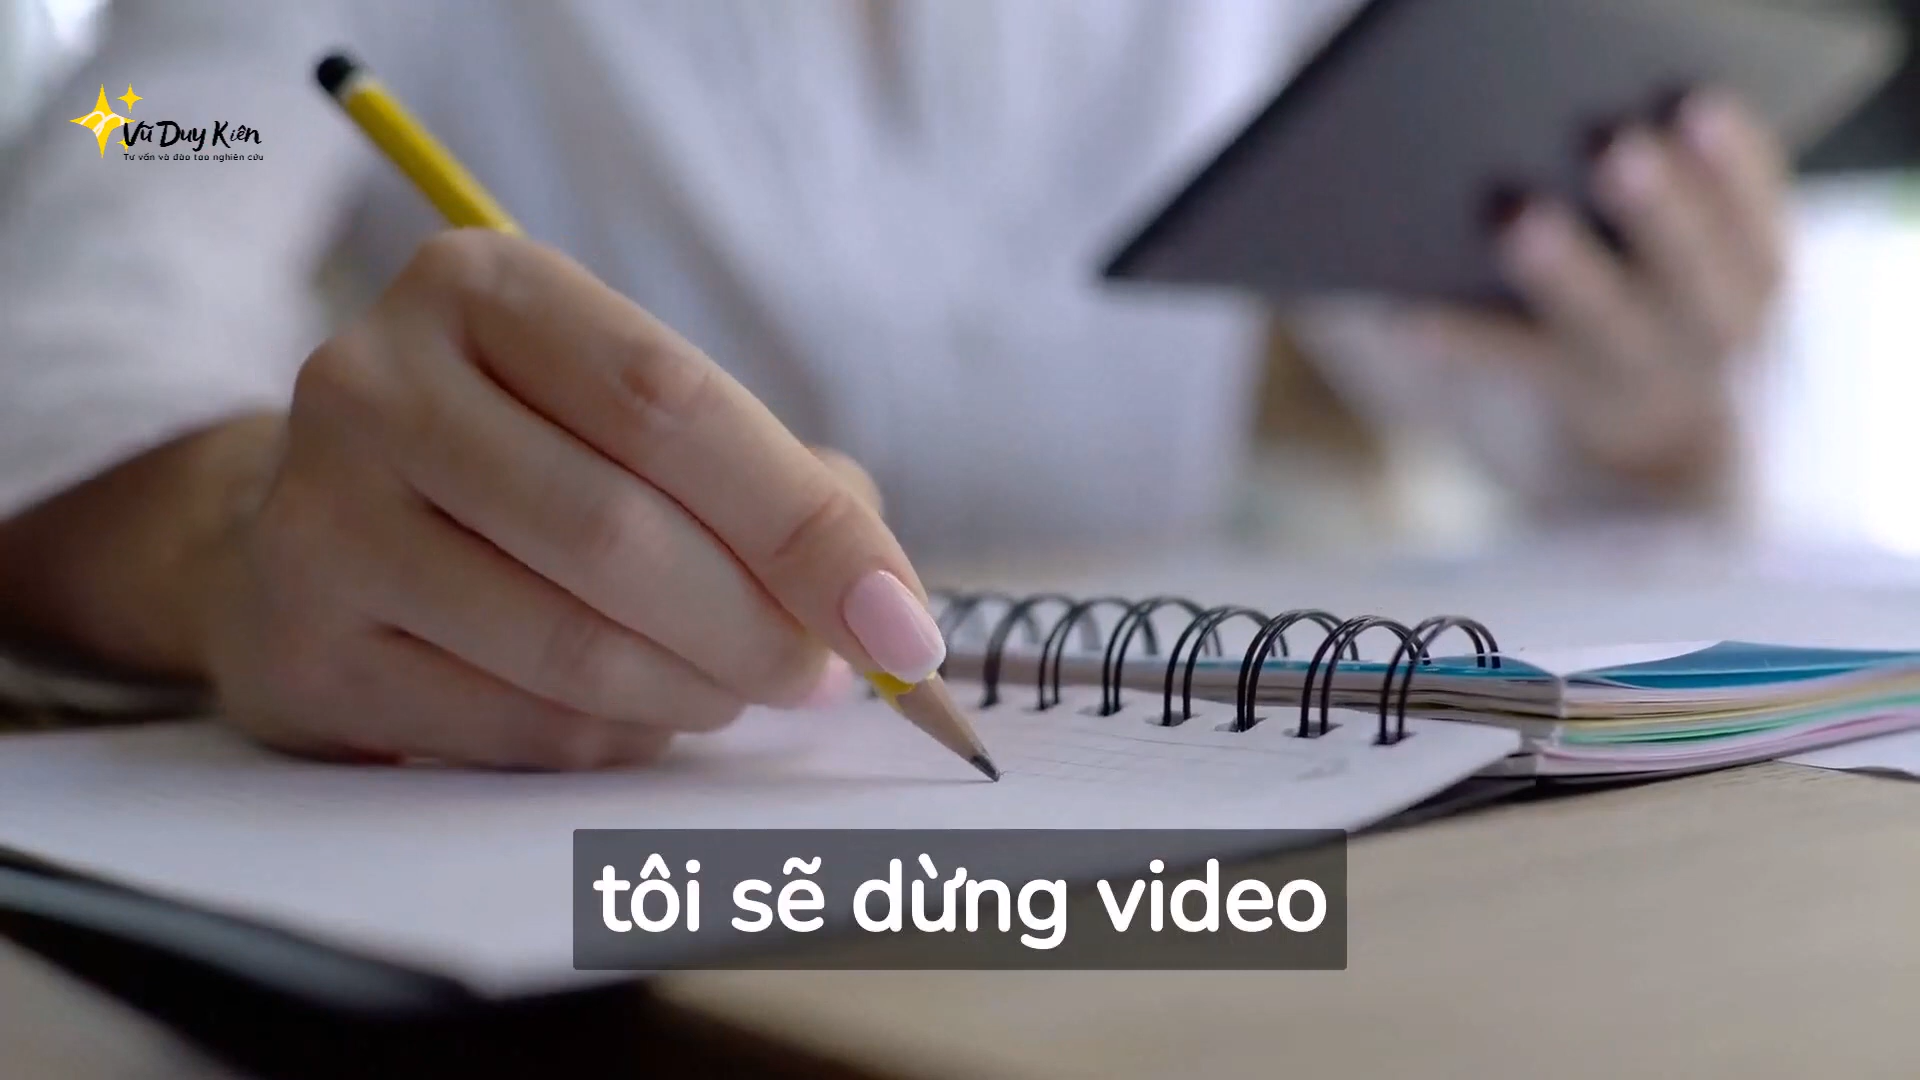 Vũ Duy Kiên
Tư vấn và đào tạo nghiên cứu
tôi sẽ dừng video